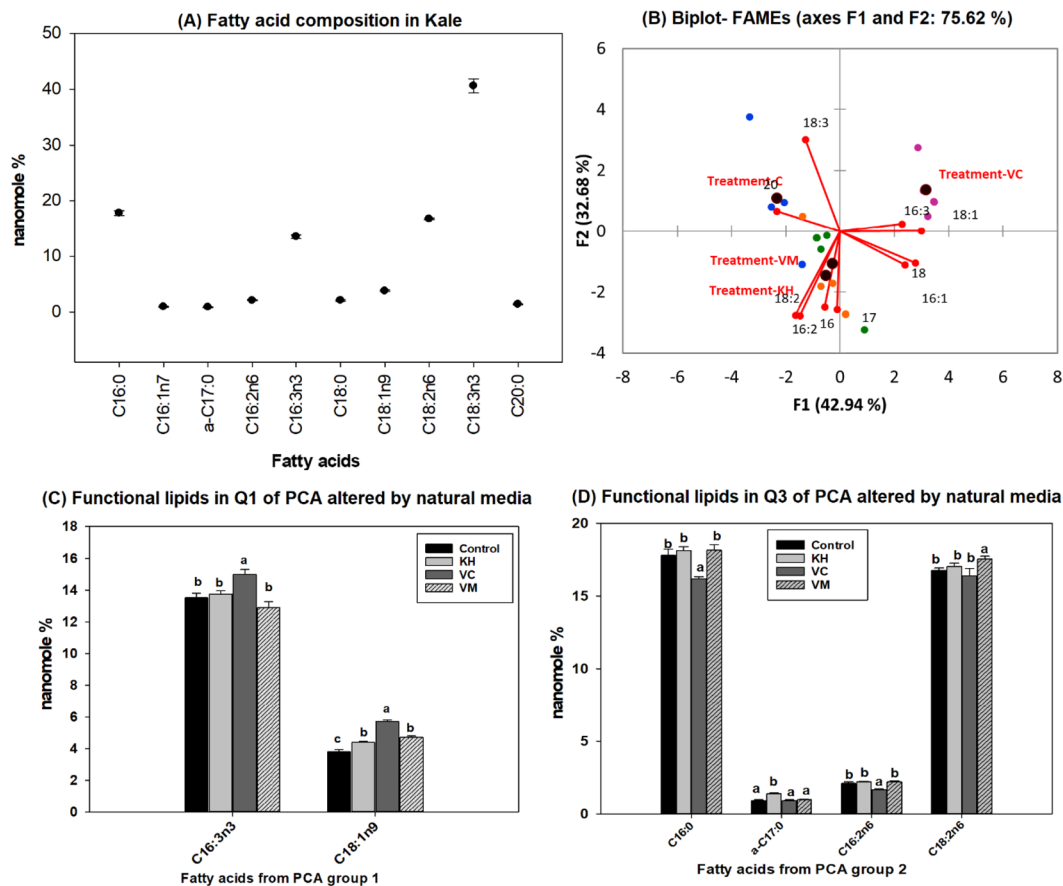 (A) Fatty acid composition in Kale
50
40
30
20
10
0
nanomole %
C16:0
C16:1n7
a-C17:0
C16:2n6
C16:3n3
C18:0
C18:1n9
C18:2n6
C18:3n3
C20:0
Fatty acids
(B) Biplot- FAMEs (axes F1 and F2: 75.62 %)
6
4
2
0
-2
-4
F2 (32.68 %)
18:3
Treatment-C
20
Treatment-VC
16:3
18:1
Treatment-VM
18
Treatment-KH
18:2
16:1
16:2
16
17
-8
-6
-4
-2
0
2
4
6
8
F1 (42.94 %)
(C) Functional lipids in Q1 of PCA altered by natural media
18
16
14
12
10
8
6
4
2
0
nanomole %
Control
KH
VC
VM
b
b
a
b
c
b
a
b
C16:3n3
C18:1n9
Fatty acids from PCA group 1
(D) Functional lipids in Q3 of PCA altered by natural media
20
15
10
5
0
nanomole %
Control
KH
VC
VM
b
b
a
b
a
b
a
a
b
b
a
b
b
b
b
a
C16:0
a-C17:0
C16:2n6
C18:2n6
Fatty acids from PCA group 2